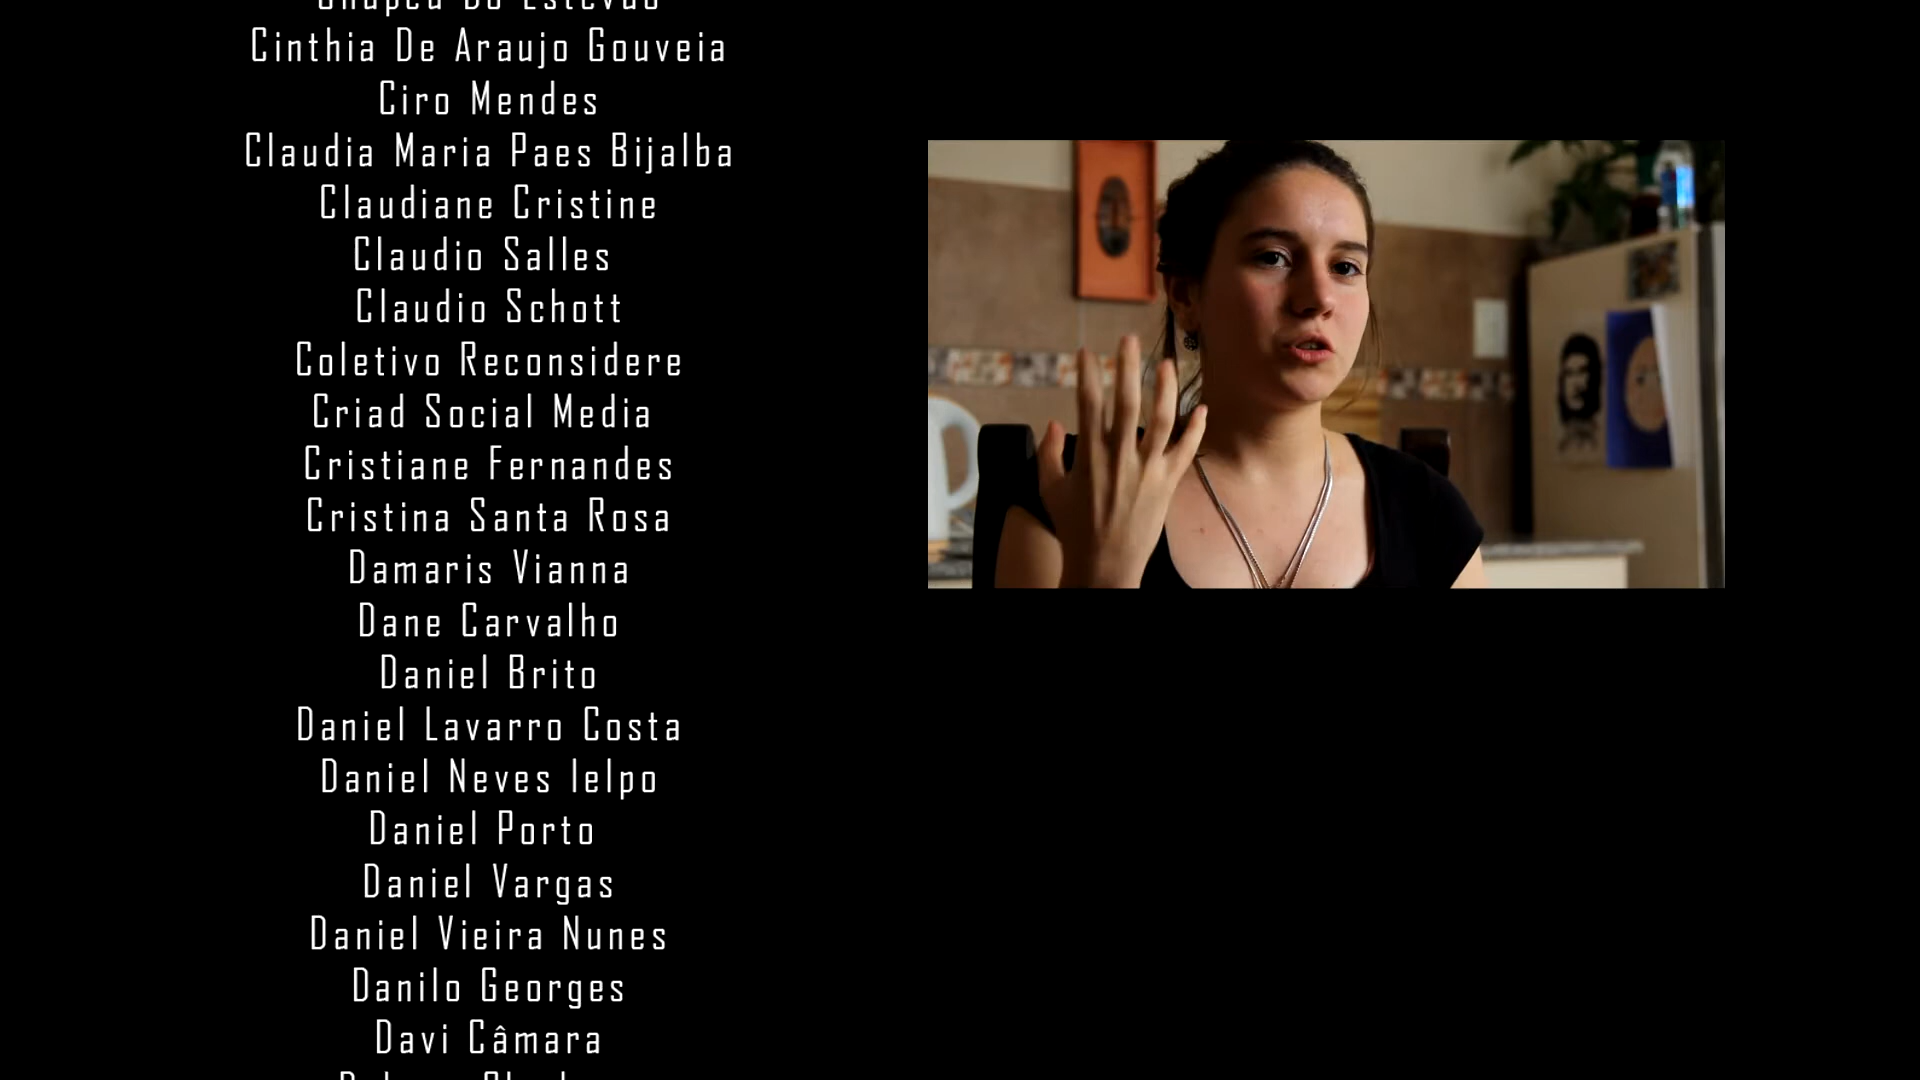 Cinthia De Araujo Gouveia
Ciro Mendes
Claudia Maria Paes Bijalba
Claudiane Cristine
Claudio Salles
Claudio Schott
Coletivo Reconsidere
Criad Social Media
Cristiane Fernandes
Cristina Santa Rosa
Damaris Vianna
Dane Carvalho
Daniel Brito
Daniel Lavarro Costa
Daniel Neves Ielpo
Daniel Porto
Daniel Vargas
Daniel Vieira Nunes
Danilo Georges
Davi Câmara